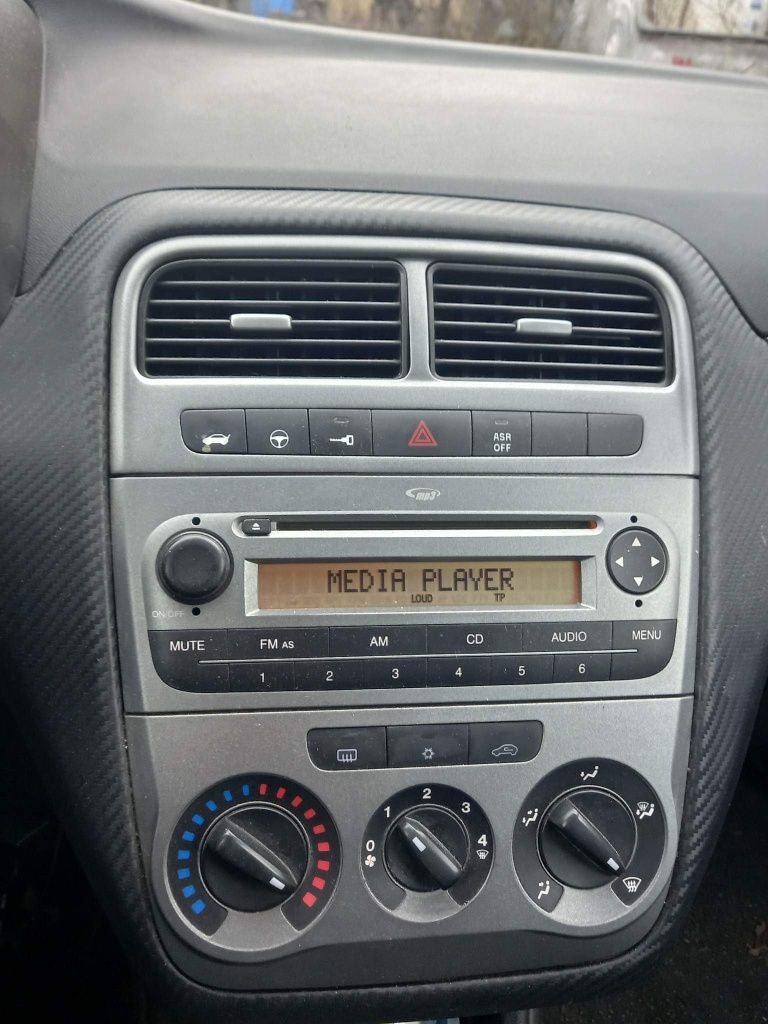 ASR
OFF
mp3
MEDIA PLAYER
LOUD TP
ON/OFF
MUTE FM AS AM CD AUDIO MENU
1 2 3 4 5 6
0 1 2 3 4